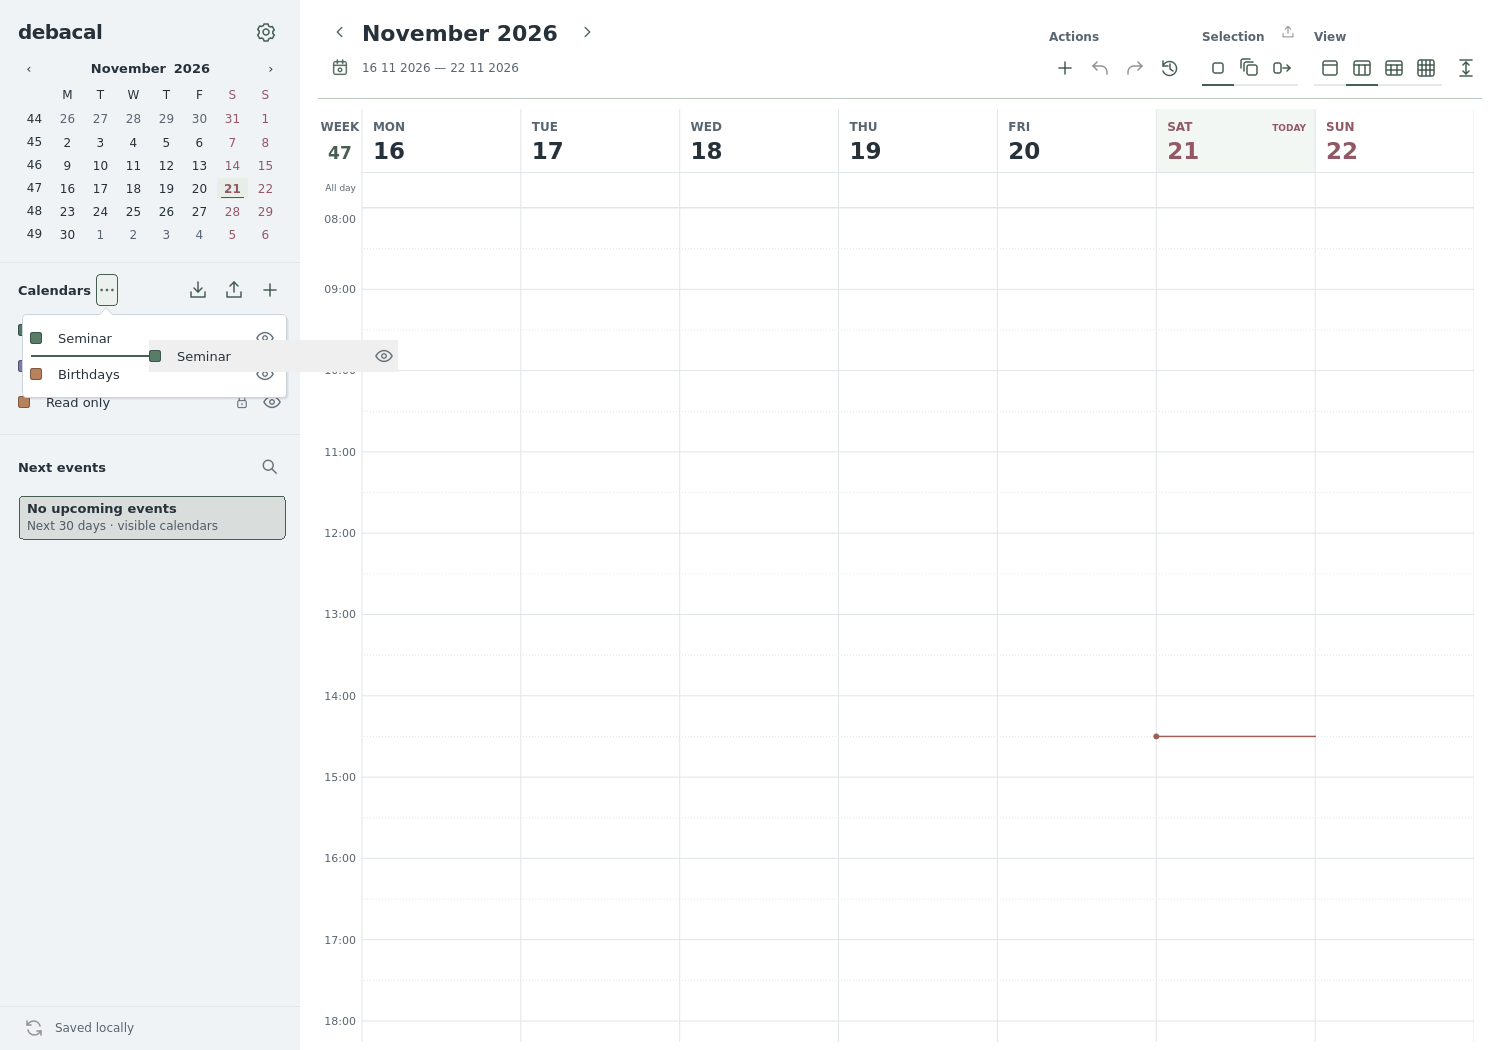 debacal
‹ November 2026 ›
M T W T F S S
44 26 27 28 29 30 31 1
45 2 3 4 5 6 7 8
46 9 10 11 12 13 14 15
47 16 17 18 19 20 21 22
48 23 24 25 26 27 28 29
49 30 1 2 3 4 5 6
Calendars
Seminar
Seminar
Birthdays
Read only
Next events
No upcoming events
Next 30 days · visible calendars
Saved locally
November 2026
16 11 2026 — 22 11 2026
Actions
Selection
View
WEEK
47
MON
16
TUE
17
WED
18
THU
19
FRI
20
SAT
TODAY
21
SUN
22
All day
08:00
09:00
10:00
11:00
12:00
13:00
14:00
15:00
16:00
17:00
18:00